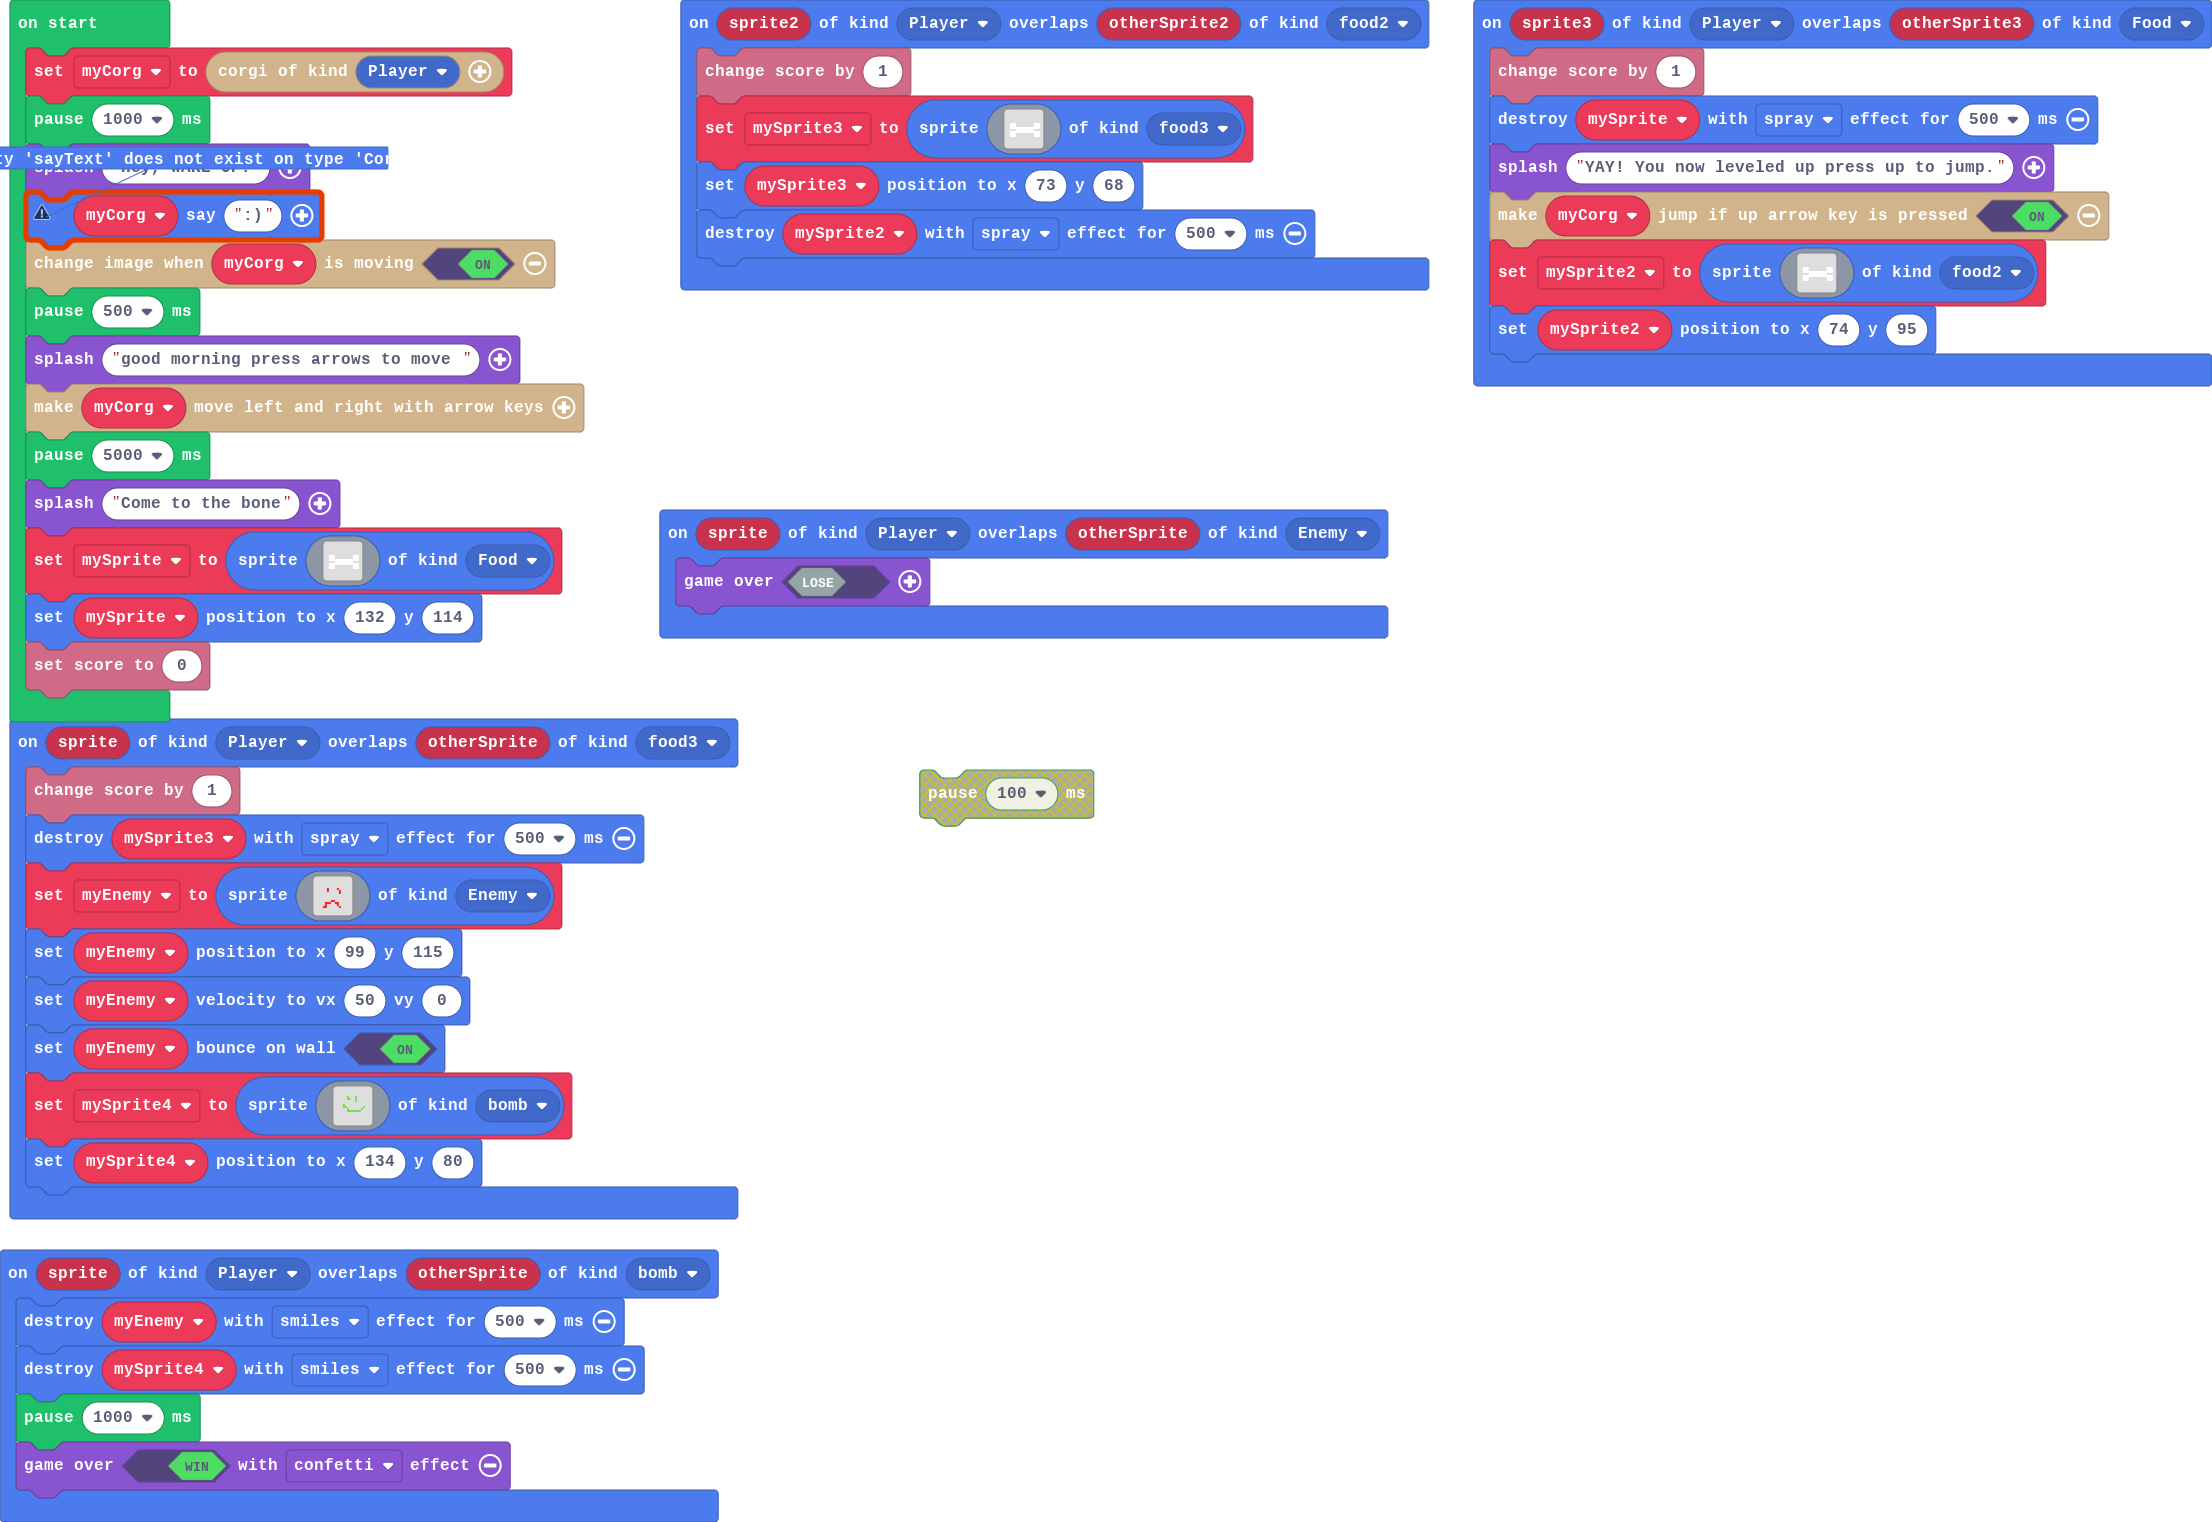 on start
set myCorg to corgi of kind Player
pause 1000 ms
ty 'sayText' does not exist on type 'Cor
splash
myCorg say ":)"
change image when myCorg is moving ON
pause 500 ms
splash "good morning press arrows to move "
make myCorg move left and right with arrow keys
pause 5000 ms
splash "Come to the bone"
set mySprite to sprite of kind Food
set mySprite position to x 132 y 114
set score to 0
on sprite2 of kind Player overlaps otherSprite2 of kind food2
change score by 1
set mySprite3 to sprite of kind food3
set mySprite3 position to x 73 y 68
destroy mySprite2 with spray effect for 500 ms
on sprite3 of kind Player overlaps otherSprite3 of kind Food
change score by 1
destroy mySprite with spray effect for 500 ms
splash "YAY! You now leveled up press up to jump."
make myCorg jump if up arrow key is pressed ON
set mySprite2 to sprite of kind food2
set mySprite2 position to x 74 y 95
on sprite of kind Player overlaps otherSprite of kind Enemy
game over LOSE
on sprite of kind Player overlaps otherSprite of kind food3
change score by 1
destroy mySprite3 with spray effect for 500 ms
set myEnemy to sprite of kind Enemy
set myEnemy position to x 99 y 115
set myEnemy velocity to vx 50 vy 0
set myEnemy bounce on wall ON
set mySprite4 to sprite of kind bomb
set mySprite4 position to x 134 y 80
pause 100 ms
on sprite of kind Player overlaps otherSprite of kind bomb
destroy myEnemy with smiles effect for 500 ms
destroy mySprite4 with smiles effect for 500 ms
pause 1000 ms
game over WIN with confetti effect